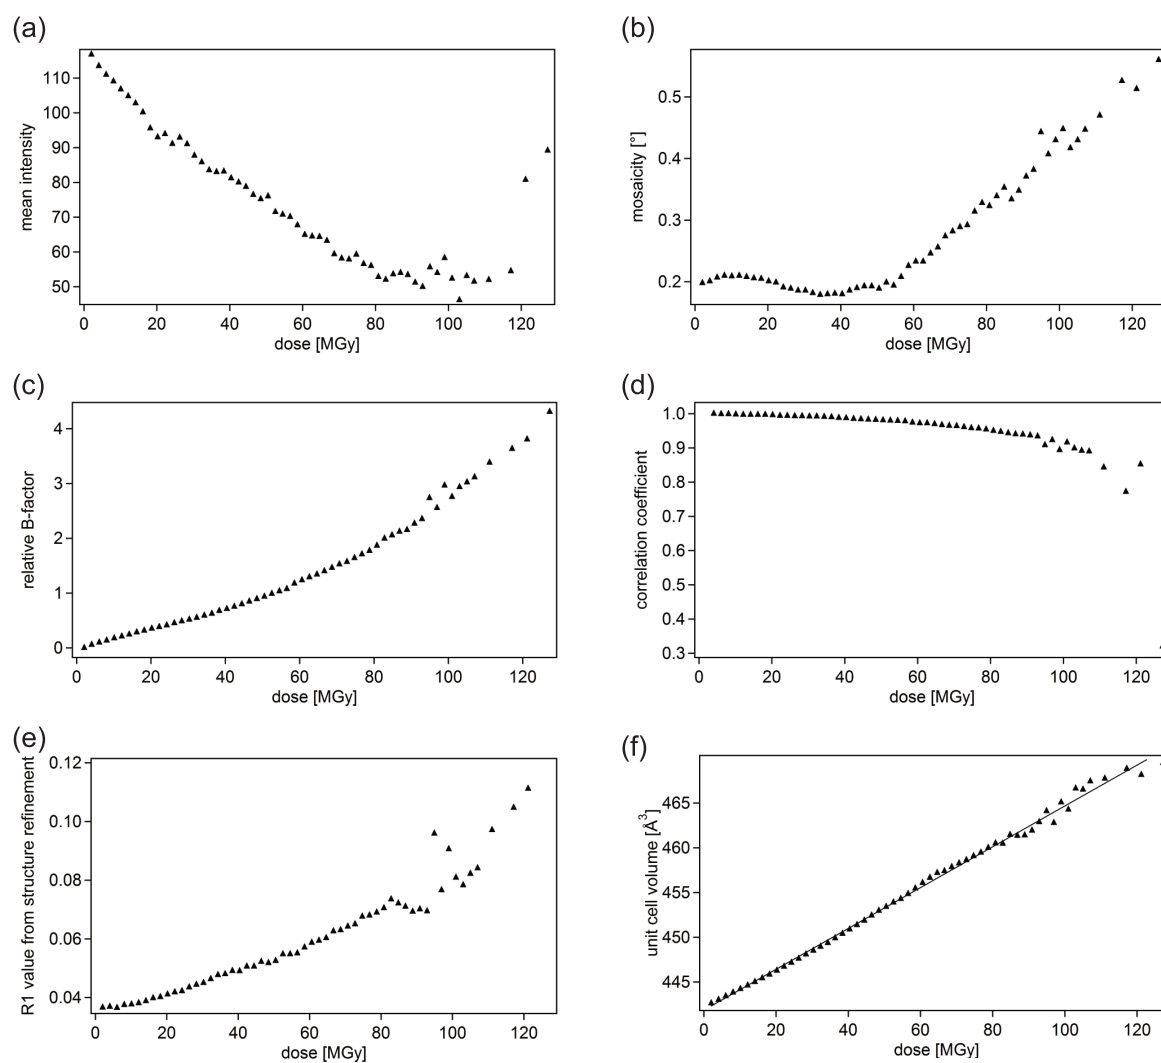 (a)
110
100
90
80
70
60
50
mean intensity
0 20 40 60 80 100 120
dose [MGy]
(b)
0.5
0.4
0.3
0.2
mosaicity [°]
0 20 40 60 80 100 120
dose [MGy]
(c)
4
3
2
1
0
relative B-factor
0 20 40 60 80 100 120
dose [MGy]
(d)
1.0
0.9
0.8
0.7
0.6
0.5
0.4
0.3
correlation coefficient
0 20 40 60 80 100 120
dose [MGy]
(e)
0.12
0.10
0.08
0.06
0.04
R1 value from structure refinement
0 20 40 60 80 100 120
dose [MGy]
(f)
465
460
455
450
445
unit cell volume [Å³]
0 20 40 60 80 100 120
dose [MGy]